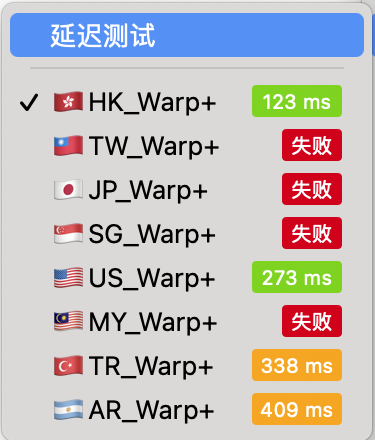 延迟测试
HK_Warp+ 123 ms
TW_Warp+ 失败
JP_Warp+ 失败
SG_Warp+ 失败
US_Warp+ 273 ms
MY_Warp+ 失败
TR_Warp+ 338 ms
AR_Warp+ 409 ms